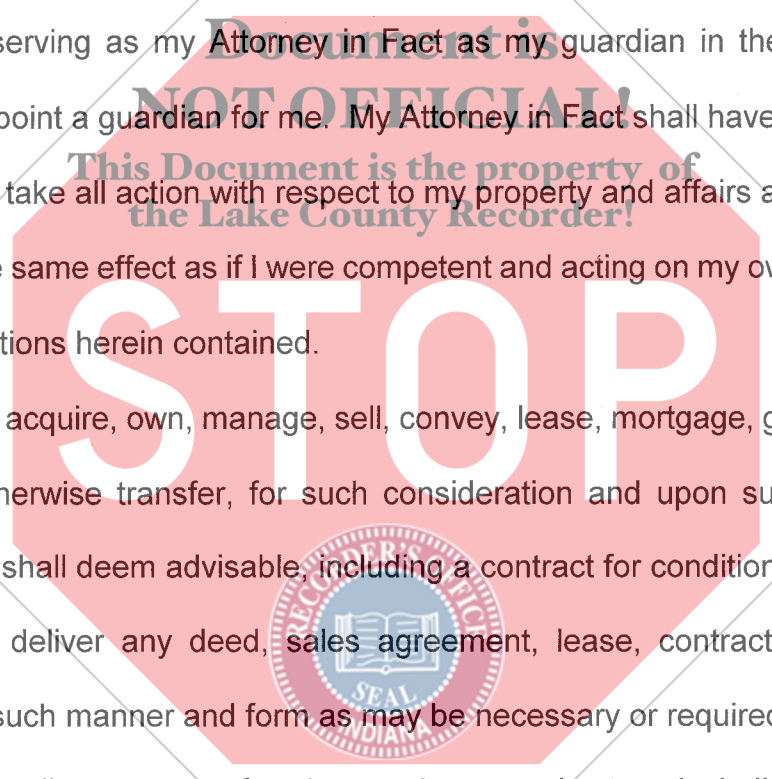 serving as my Attorney in Fact as my guardian in the
Document is
point a guardian for me. My Attorney in Fact shall have
NOT OFFICIAL!
This Document is the property of
take all action with respect to my property and affairs a
the Lake County Recorder!
same effect as if I were competent and acting on my ow
STOP
tions herein contained.
acquire, own, manage, sell, convey, lease, mortgage, g
herwise transfer, for such consideration and upon su
shall deem advisable, including a contract for condition
RECORDER'S OFFICE
deliver any deed, sales agreement, lease, contract
SEAL
INDIANA
such manner and form as may be necessary or required